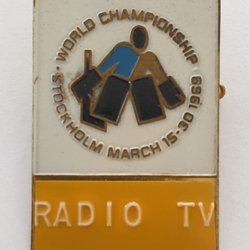 WORLD CHAMPIONSHIP
· STOCKHOLM MARCH 15-30 1969 ·
RADIO TV